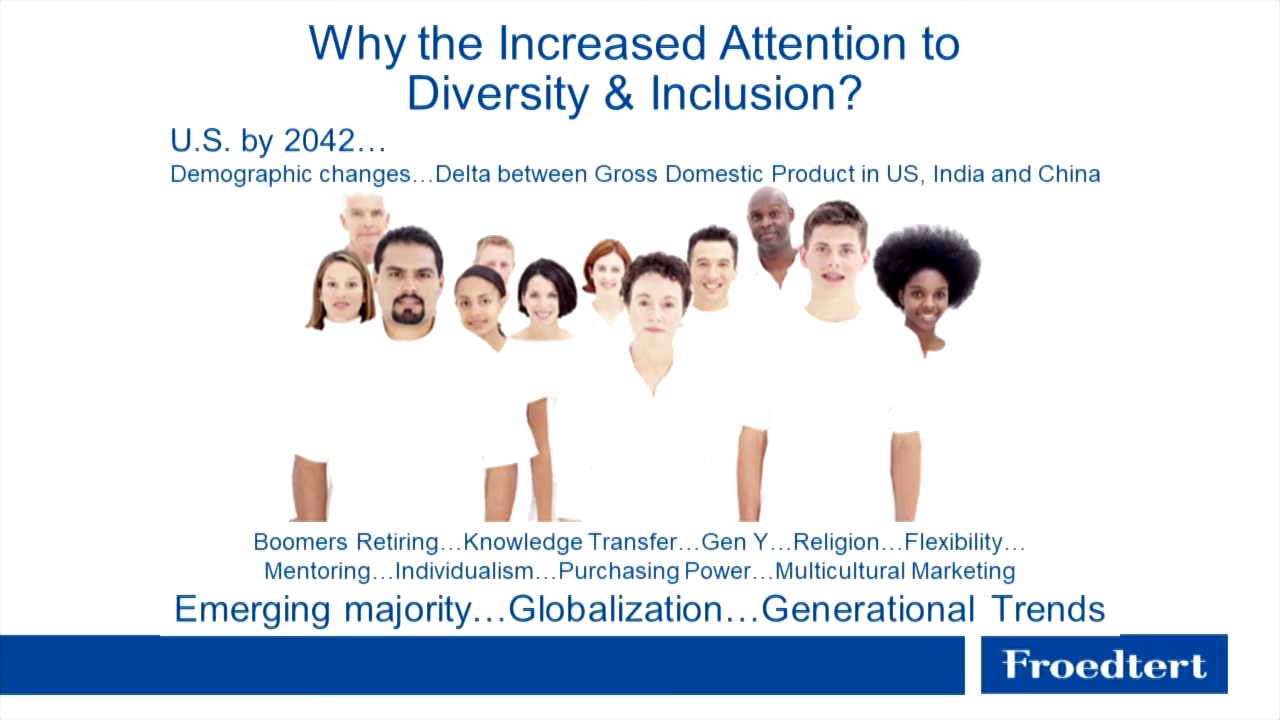 Why the Increased Attention to
Diversity & Inclusion?
U.S. by 2042…
Demographic changes…Delta between Gross Domestic Product in US, India and China
Boomers Retiring…Knowledge Transfer…Gen Y…Religion…Flexibility…
Mentoring…Individualism…Purchasing Power…Multicultural Marketing
Emerging majority…Globalization…Generational Trends
Froedtert